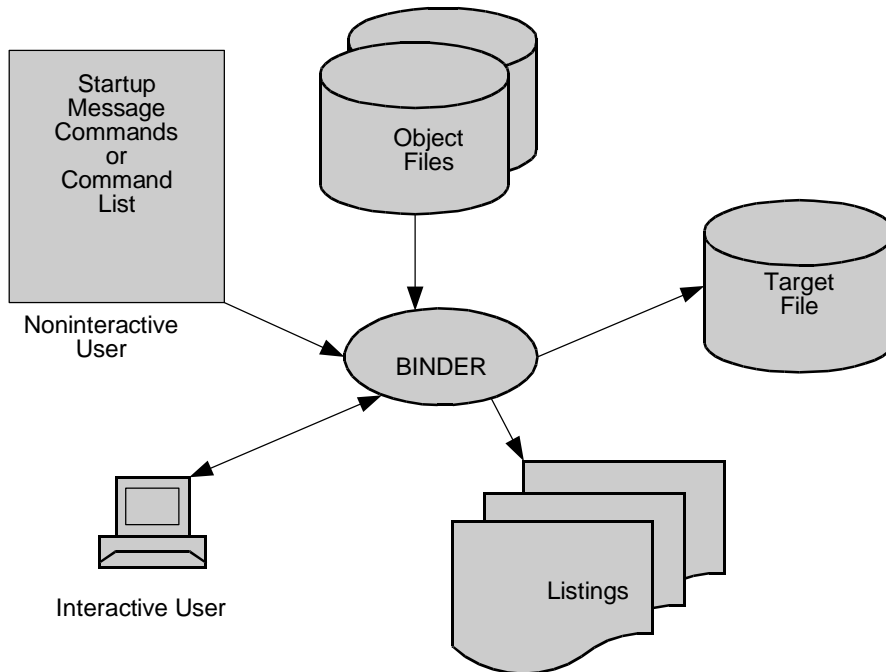 Startup
Message
Commands
or
Command
List
Noninteractive
User
Object
Files
Target
File
BINDER
Interactive User
Listings